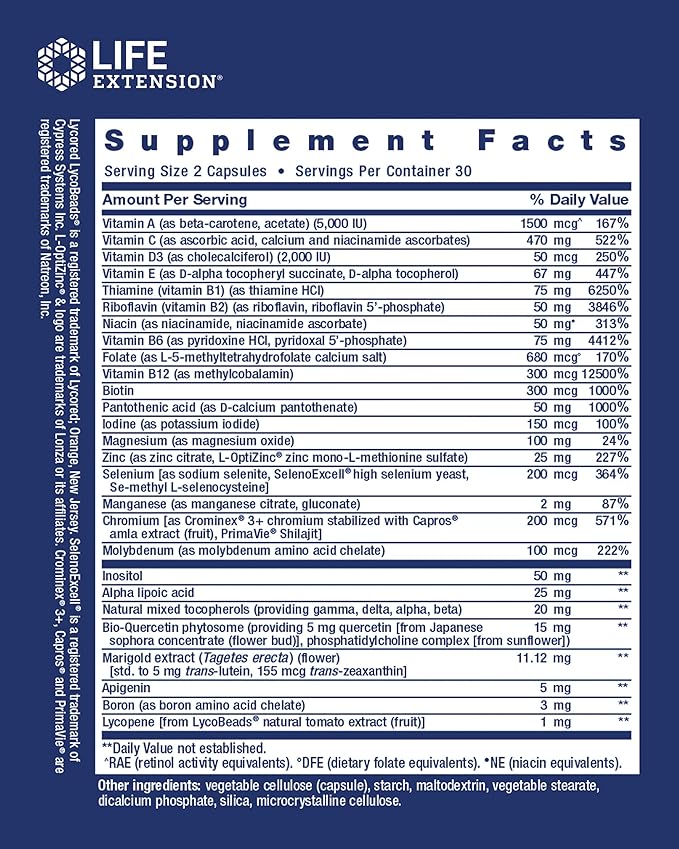 LIFE
EXTENSION®
Supplement Facts
Serving Size 2 Capsules • Servings Per Container 30
Amount Per Serving % Daily Value
Vitamin A (as beta-carotene, acetate) (5,000 IU) 1500 mcg^ 167%
Vitamin C (as ascorbic acid, calcium and niacinamide ascorbates) 470 mg 522%
Vitamin D3 (as cholecalciferol) (2,000 IU) 50 mcg 250%
Vitamin E (as D-alpha tocopheryl succinate, D-alpha tocopherol) 67 mg 447%
Thiamine (vitamin B1) (as thiamine HCl) 75 mg 6250%
Riboflavin (vitamin B2) (as riboflavin, riboflavin 5'-phosphate) 50 mg 3846%
Niacin (as niacinamide, niacinamide ascorbate) 50 mg• 313%
Vitamin B6 (as pyridoxine HCl, pyridoxal 5'-phosphate) 75 mg 4412%
Folate (as L-5-methyltetrahydrofolate calcium salt) 680 mcg° 170%
Vitamin B12 (as methylcobalamin) 300 mcg 12500%
Biotin 300 mcg 1000%
Pantothenic acid (as D-calcium pantothenate) 50 mg 1000%
Iodine (as potassium iodide) 150 mcg 100%
Magnesium (as magnesium oxide) 100 mg 24%
Zinc (as zinc citrate, L-OptiZinc® zinc mono-L-methionine sulfate) 25 mg 227%
Selenium [as sodium selenite, SelenoExcell® high selenium yeast, 200 mcg 364%
Se-methyl L-selenocysteine]
Manganese (as manganese citrate, gluconate) 2 mg 87%
Chromium [as Crominex® 3+ chromium stabilized with Capros® 200 mcg 571%
amla extract (fruit), PrimaVie® Shilajit]
Molybdenum (as molybdenum amino acid chelate) 100 mcg 222%
Inositol 50 mg **
Alpha lipoic acid 25 mg **
Natural mixed tocopherols (providing gamma, delta, alpha, beta) 20 mg **
Bio-Quercetin phytosome (providing 5 mg quercetin [from Japanese 15 mg **
sophora concentrate (flower bud)], phosphatidylcholine complex [from sunflower])
Marigold extract (Tagetes erecta) (flower) 11.12 mg **
[std. to 5 mg trans-lutein, 155 mcg trans-zeaxanthin]
Apigenin 5 mg **
Boron (as boron amino acid chelate) 3 mg **
Lycopene [from LycoBeads® natural tomato extract (fruit)] 1 mg **
**Daily Value not established.
^RAE (retinol activity equivalents). °DFE (dietary folate equivalents). •NE (niacin equivalents).
Other ingredients: vegetable cellulose (capsule), starch, maltodextrin, vegetable stearate,
dicalcium phosphate, silica, microcrystalline cellulose.
Lycored LycoBeads® is a registered trademark of Lycored; Orange, New Jersey. SelenoExcell® is a registered trademark of
Cypress Systems Inc. L-OptiZinc® & logo are trademarks of Lonza or its affiliates. Crominex® 3+, Capros® and PrimaVie® are
registered trademarks of Natreon, Inc.